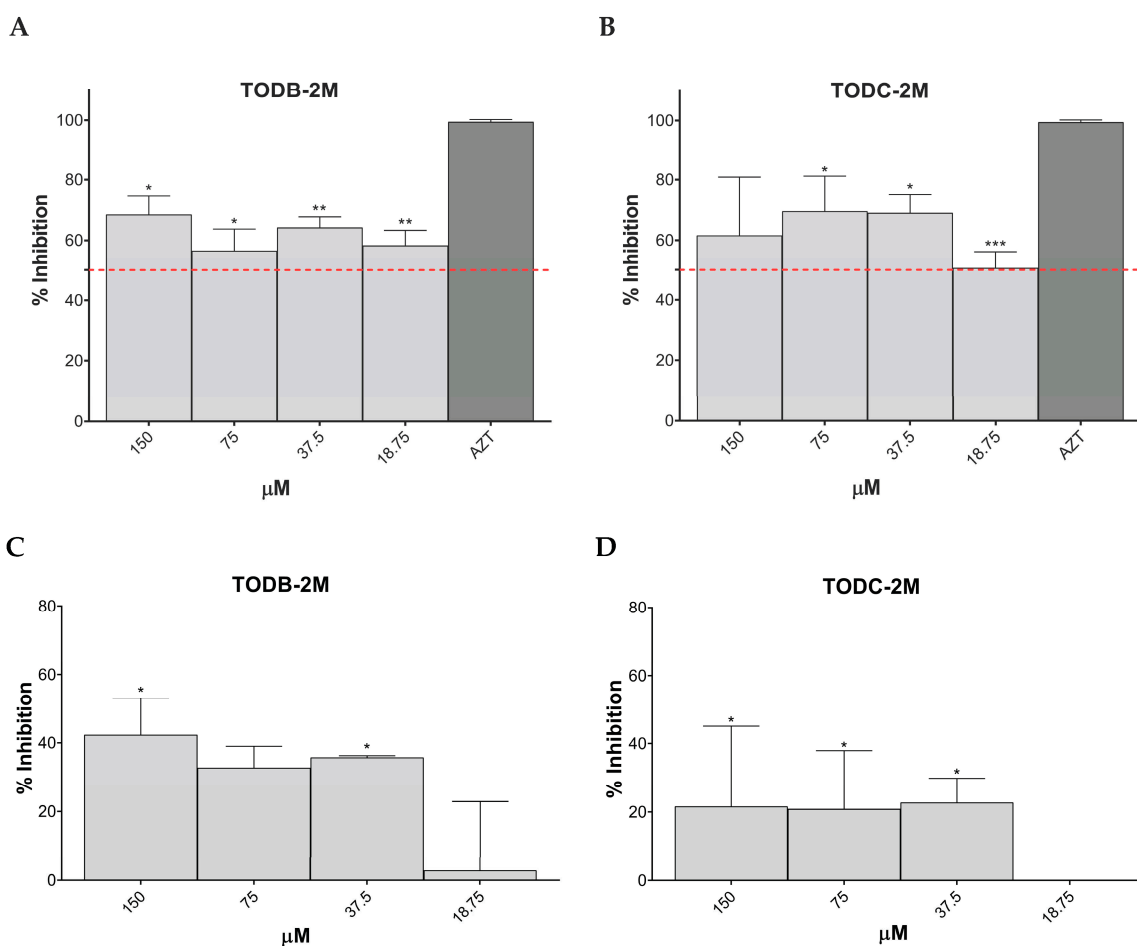 A
TODB-2M
% Inhibition
100
80
60
40
20
0
* * ** **
150 75 37.5 18.75 AZT
µM
B
TODC-2M
% Inhibition
100
80
60
40
20
0
* * ***
150 75 37.5 18.75 AZT
µM
C
TODB-2M
% Inhibition
80
60
40
20
0
* *
150 75 37.5 18.75
µM
D
TODC-2M
% Inhibition
80
60
40
20
0
* * *
150 75 37.5 18.75
µM